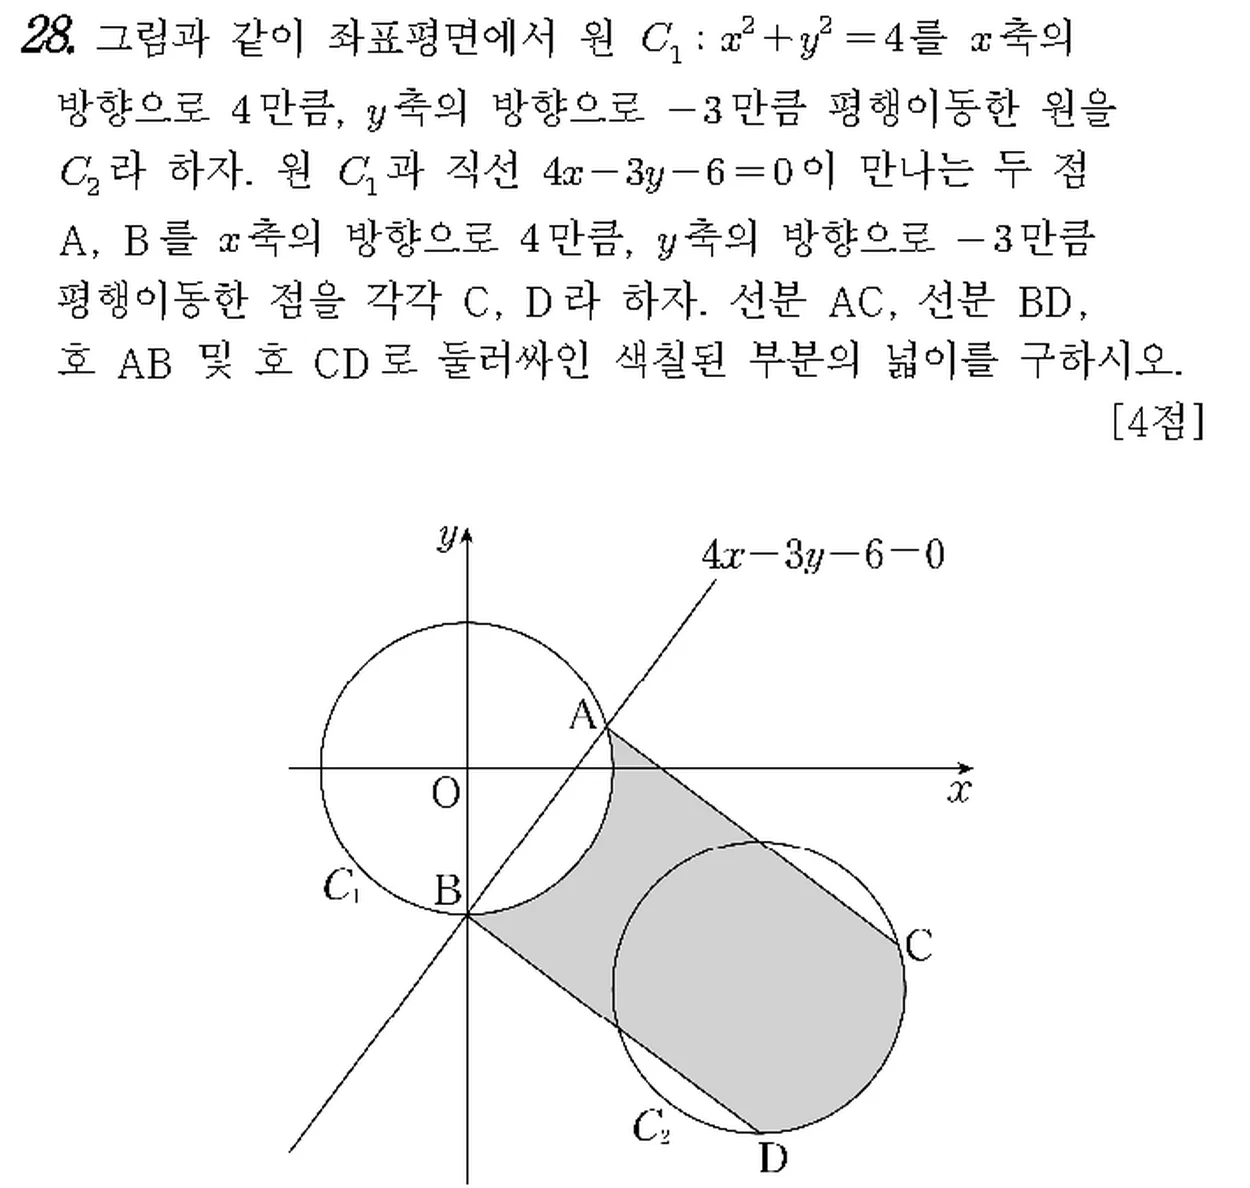 28. 그림과 같이 좌표평면에서 원 C₁ : x²+y²=4를 x축의
방향으로 4만큼, y축의 방향으로 −3만큼 평행이동한 원을
C₂라 하자. 원 C₁과 직선 4x−3y−6=0이 만나는 두 점
A, B를 x축의 방향으로 4만큼, y축의 방향으로 −3만큼
평행이동한 점을 각각 C, D라 하자. 선분 AC, 선분 BD,
호 AB 및 호 CD로 둘러싸인 색칠된 부분의 넓이를 구하시오.
[4점]
y
4x−3y−6−0
A
O
x
C₁
B
C
C₂
D